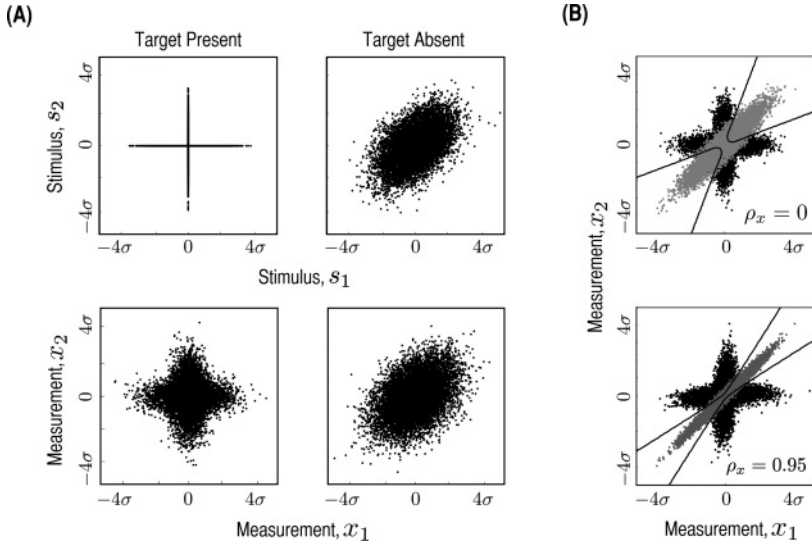 (A)
Target Present
Target Absent
Stimulus, s₂
4σ
0
−4σ
−4σ
0
4σ
−4σ
0
4σ
Stimulus, s₁
Measurement, x₂
4σ
0
−4σ
−4σ
0
4σ
−4σ
0
4σ
Measurement, x₁
(B)
Measurement, x₂
4σ
0
−4σ
ρₓ = 0
−4σ
0
4σ
4σ
0
−4σ
ρₓ = 0.95
−4σ
0
4σ
Measurement, x₁